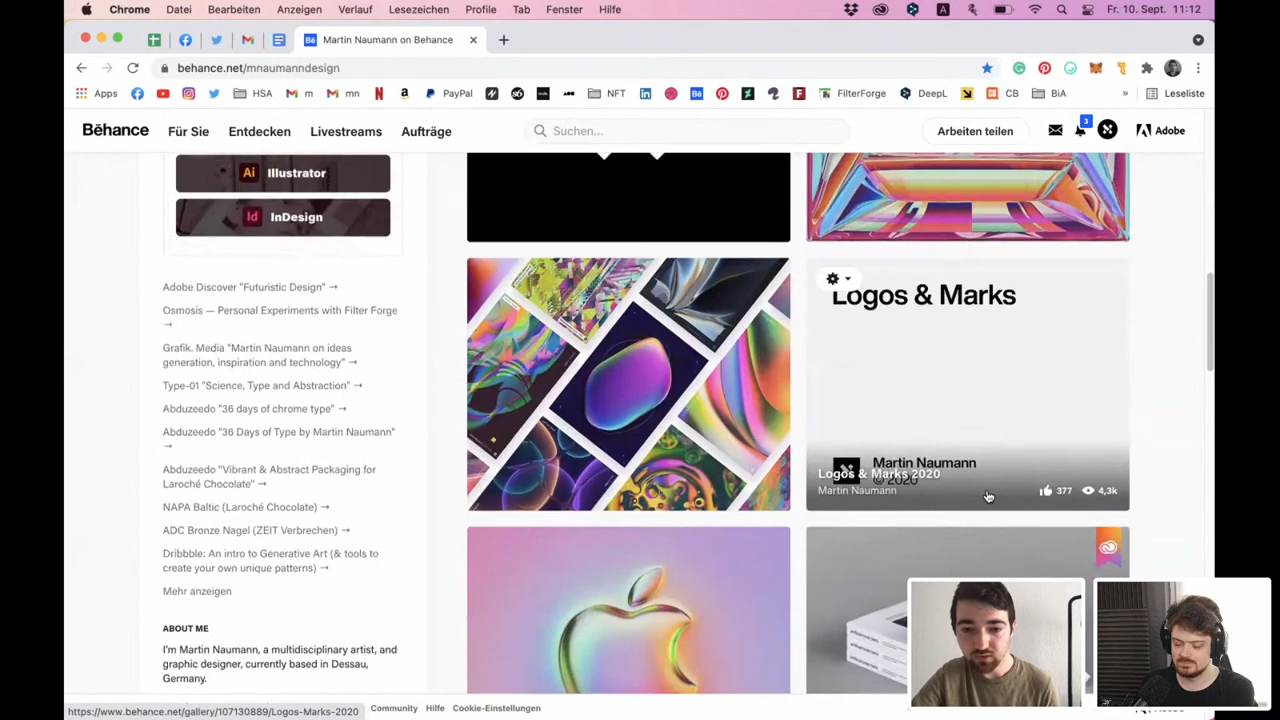 Chrome Datei Bearbeiten Anzeigen Verlauf Lesezeichen Profile Tab Fenster Hilfe Fr. 10. Sept. 11:12
Martin Naumann on Behance
behance.net/mnaumanndesign
Apps HSA m mn PayPal NFT FilterForge DeepL CB BiA » Leseliste
Bēhance Für Sie Entdecken Livestreams Aufträge Suchen... Arbeiten teilen 3 Adobe
Ai Illustrator
Id InDesign
Adobe Discover "Futuristic Design" →
Osmosis — Personal Experiments with Filter Forge
→
Grafik. Media "Martin Naumann on ideas
generation, inspiration and technology" →
Type-01 "Science, Type and Abstraction" →
Abduzeedo "36 days of chrome type" →
Abduzeedo "36 Days of Type by Martin Naumann"
→
Abduzeedo "Vibrant & Abstract Packaging for
Laroché Chocolate" →
NAPA Baltic (Laroché Chocolate) →
ADC Bronze Nagel (ZEIT Verbrechen) →
Dribbble: An intro to Generative Art (& tools to
create your own unique patterns) →
Mehr anzeigen
ABOUT ME
I'm Martin Naumann, a multidisciplinary artist, and
graphic designer, currently based in Dessau,
Germany.
Logos & Marks
Martin Naumann
© 2020
Logos & Marks 2020
Martin Naumann 377 4,3k
https://www.behance.net/gallery/107130889/Logos-Marks-2020 Community Hilfe Cookie-Einstellungen